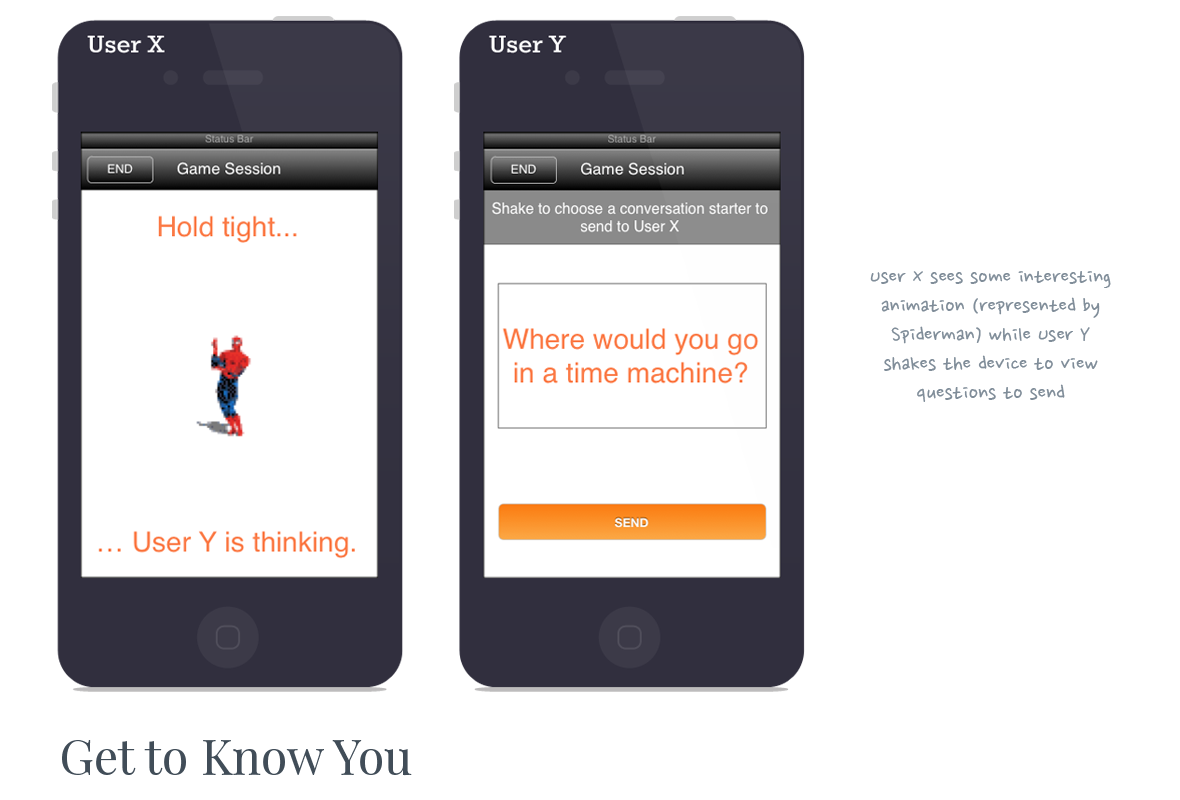 User X
Status Bar
END
Game Session
Hold tight...
... User Y is thinking.
User Y
Status Bar
END
Game Session
Shake to choose a conversation starter to
send to User X
Where would you go
in a time machine?
SEND
User X sees some interesting
animation (represented by
Spiderman) while User Y
shakes the device to view
questions to send
Get to Know You